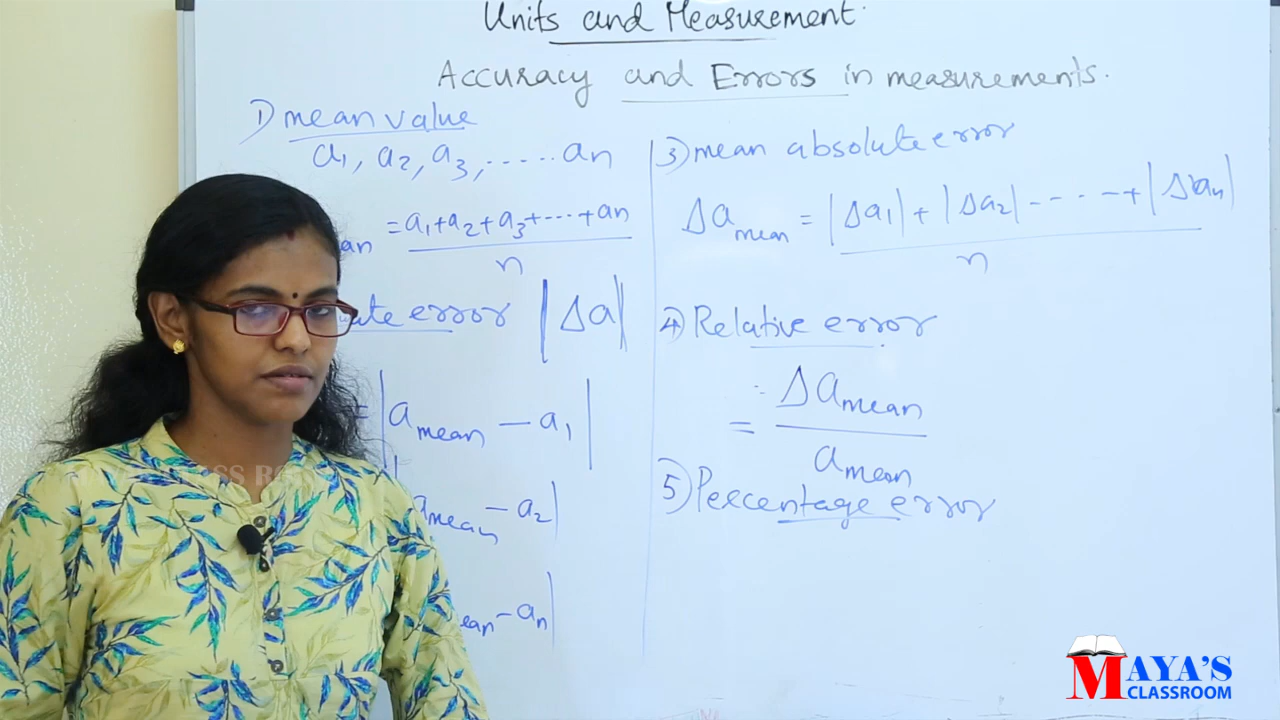 Units and Measurement
Accuracy and Errors in measurements.
1) mean value
a1, a2, a3, ..... an
an = a1+a2+a3+...+an
n
error |Δa|
= |amean - a1|
amean - a2|
ean - an|
3) mean absolute error
Δamean = |Δa1| + |Δa2| ----- + |Δan|
n
4) Relative error
= Δamean
amean
5) Percentage error
MAYA'S
CLASSROOM